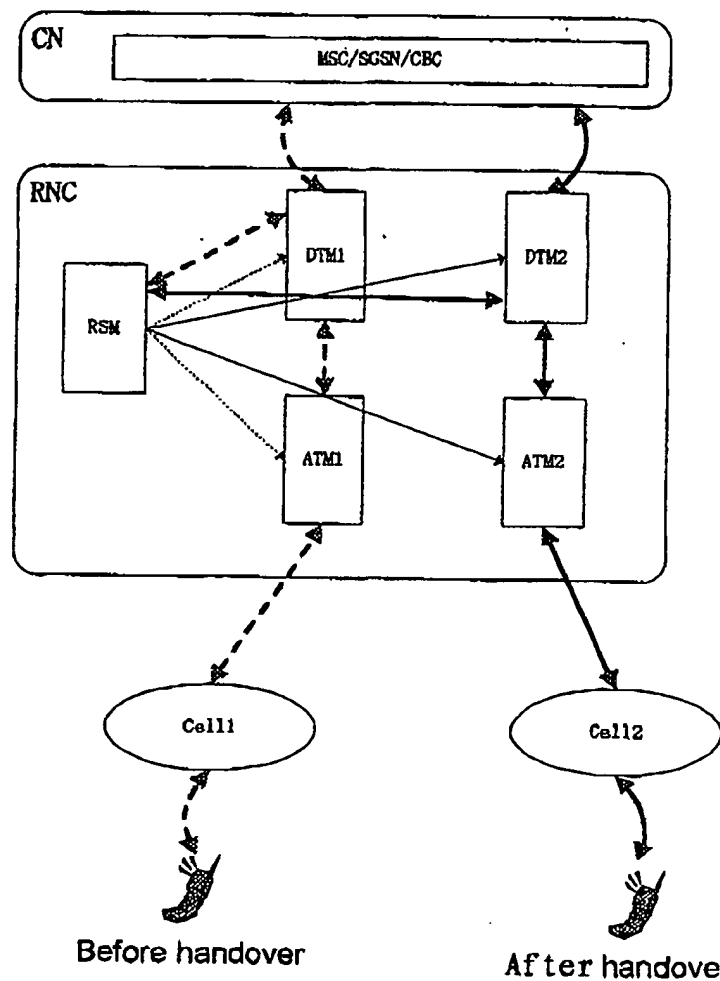 CN
MSC/SGSN/CBC
RNC
DTM1
DTM2
RSM
ATM1
ATM2
Cell1
Cell2
Before handover
After handove